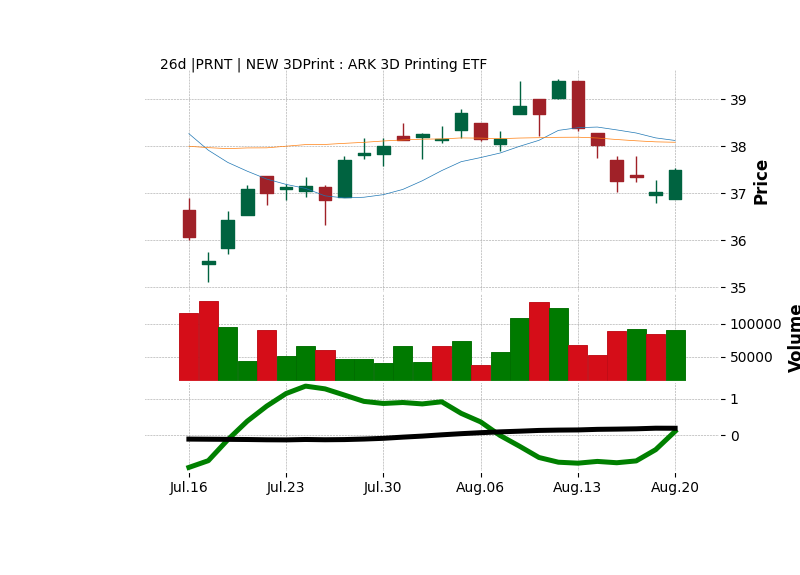 26d |PRNT | NEW 3DPrint : ARK 3D Printing ETF
39
38
37
36
35
Price
100000
50000
Volume
1
0
Jul.16 Jul.23 Jul.30 Aug.06 Aug.13 Aug.20